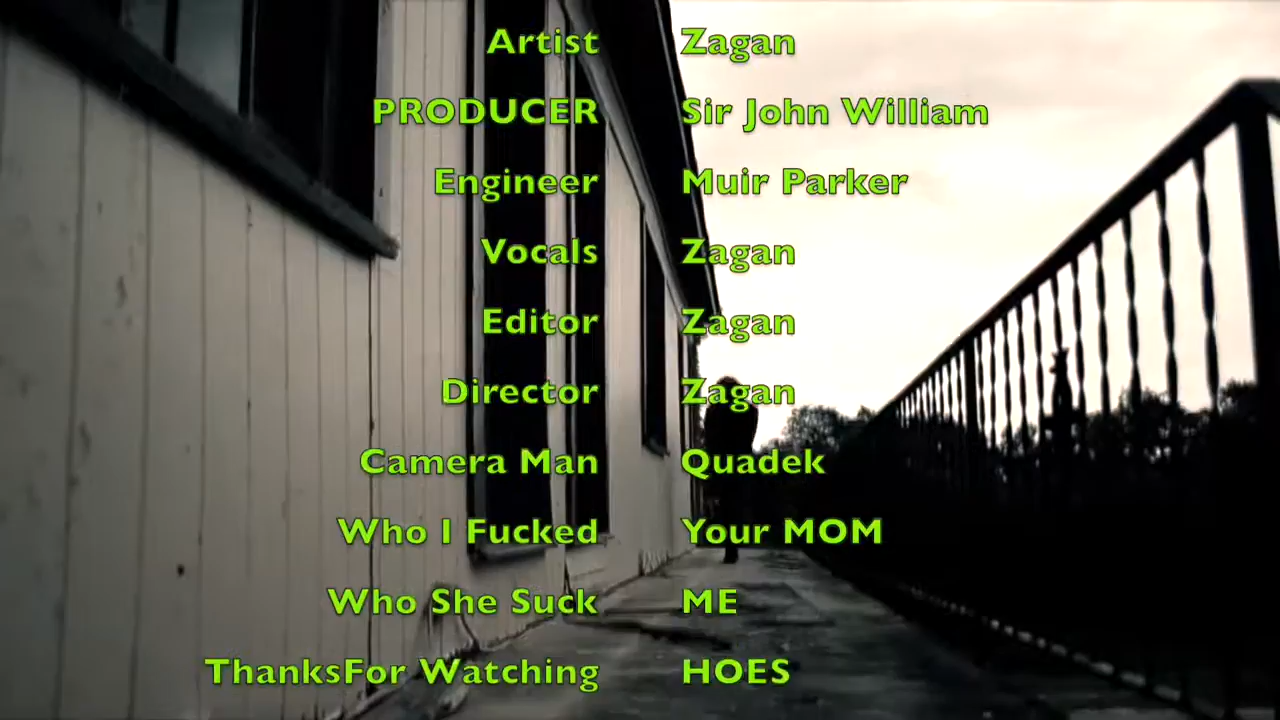 Artist Zagan
PRODUCER Sir John William
Engineer Muir Parker
Vocals Zagan
Editor Zagan
Director Zagan
Camera Man Quadek
Who I Fucked Your MOM
Who She Suck ME
ThanksFor Watching HOES